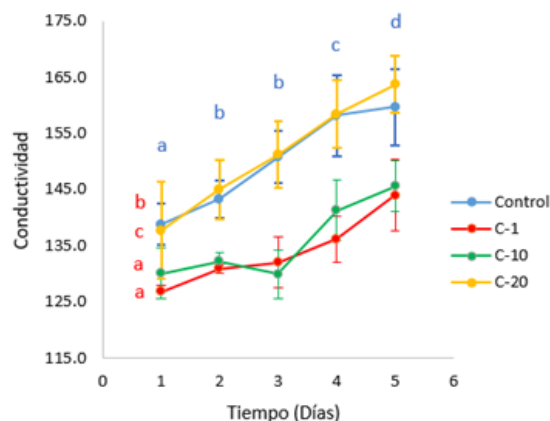 175.0
165.0
155.0
145.0
135.0
125.0
115.0
Conductividad
a
b
b
c
d
b
c
a
a
0 1 2 3 4 5 6
Tiempo (Días)
Control
C-1
C-10
C-20